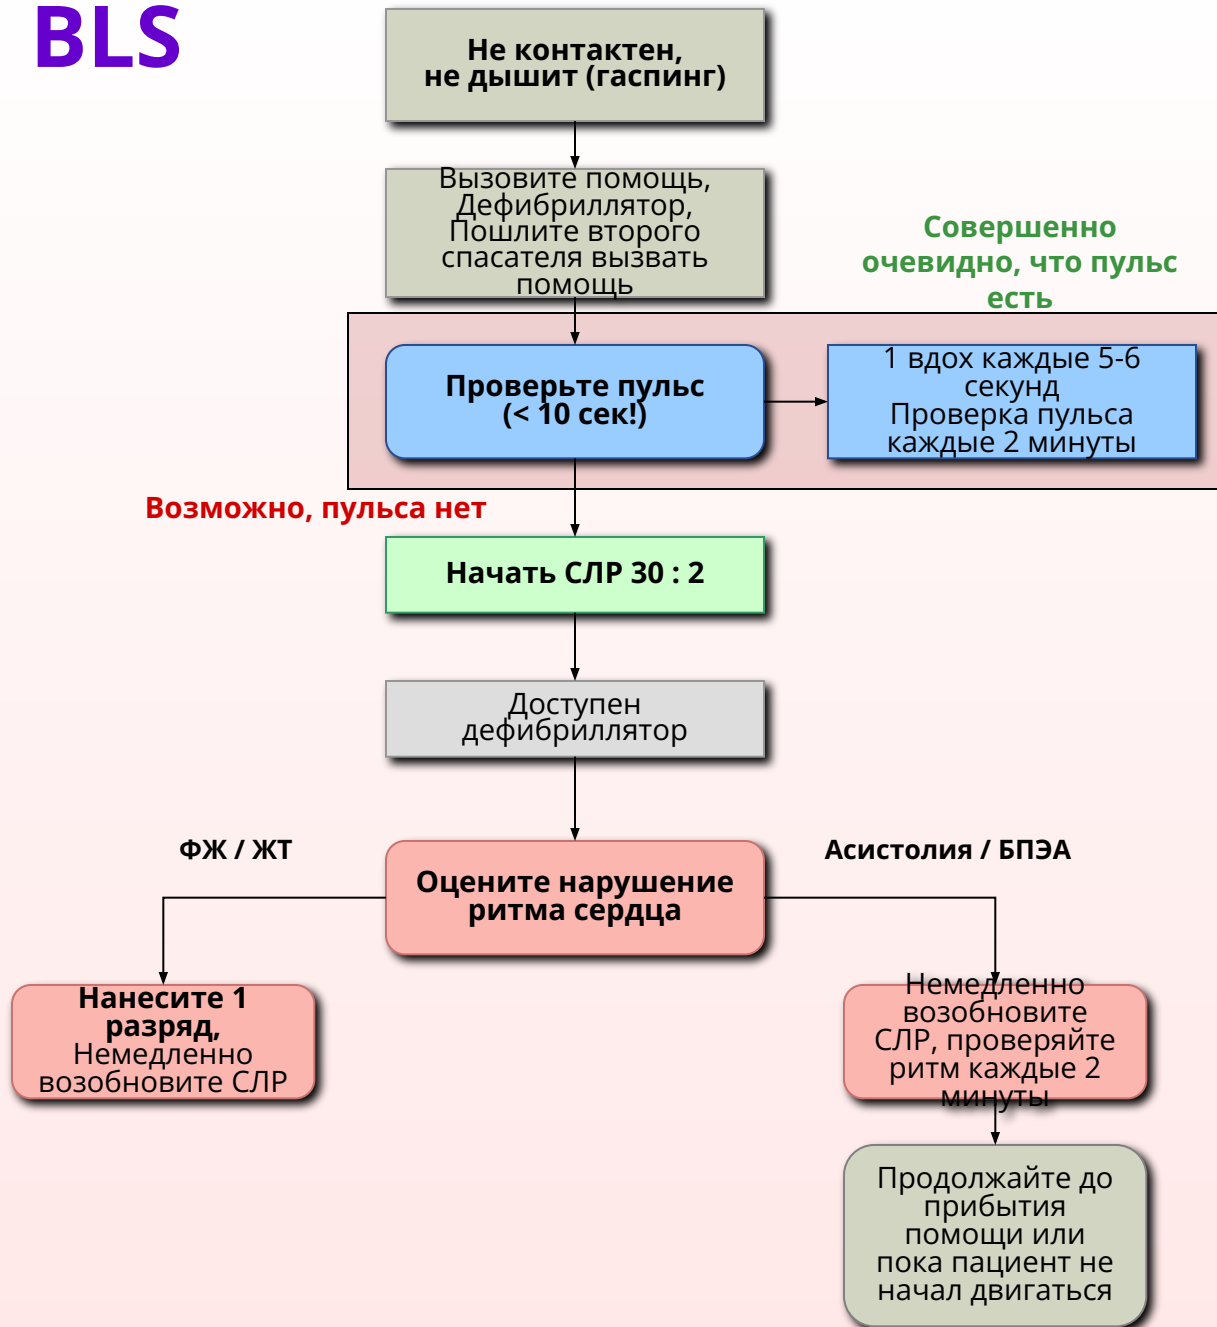 BLS
Не контактен,
не дышит (гаспинг)
Вызовите помощь,
Дефибриллятор,
Пошлите второго
спасателя вызвать
помощь
Совершенно
очевидно, что пульс
есть
Проверьте пульс
(< 10 сек!)
1 вдох каждые 5-6
секунд
Проверка пульса
каждые 2 минуты
Возможно, пульса нет
Начать СЛР 30 : 2
Доступен
дефибриллятор
ФЖ / ЖТ
Асистолия / БПЭА
Оцените нарушение
ритма сердца
Нанесите 1
разряд,
Немедленно
возобновите СЛР
Немедленно
возобновите
СЛР, проверяйте
ритм каждые 2
минуты
Продолжайте до
прибытия
помощи или
пока пациент не
начал двигаться